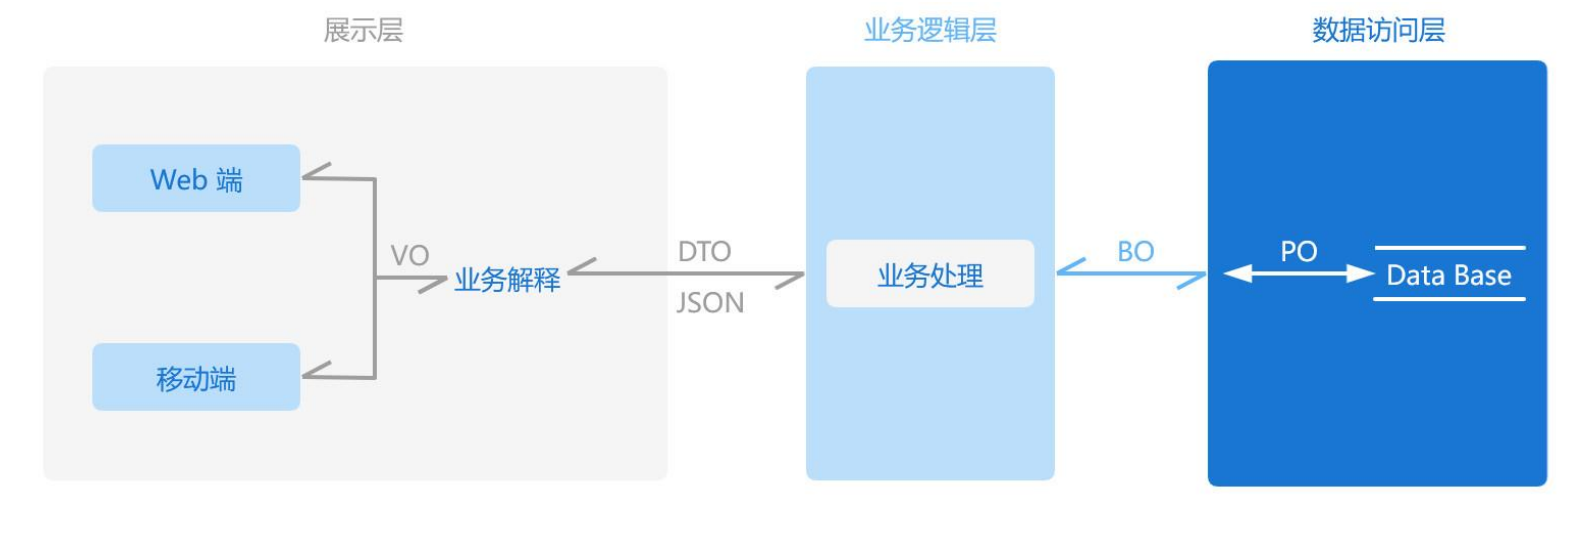 展示层
业务逻辑层
数据访问层
Web 端
VO
业务解释
移动端
DTO
JSON
业务处理
BO
PO
Data Base